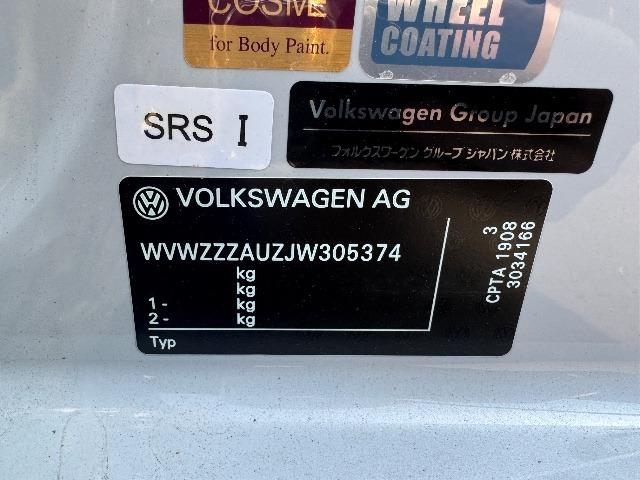 COSME
for Body Paint.
WHEEL
COATING
SRS I
Volkswagen Group Japan
フォルクスワーゲン グループ ジャパン 株式会社
VOLKSWAGEN AG
WVWZZZAUZJW305374
kg
kg
1 - kg
2 - kg
Typ
3
CPTA 1908
3034166